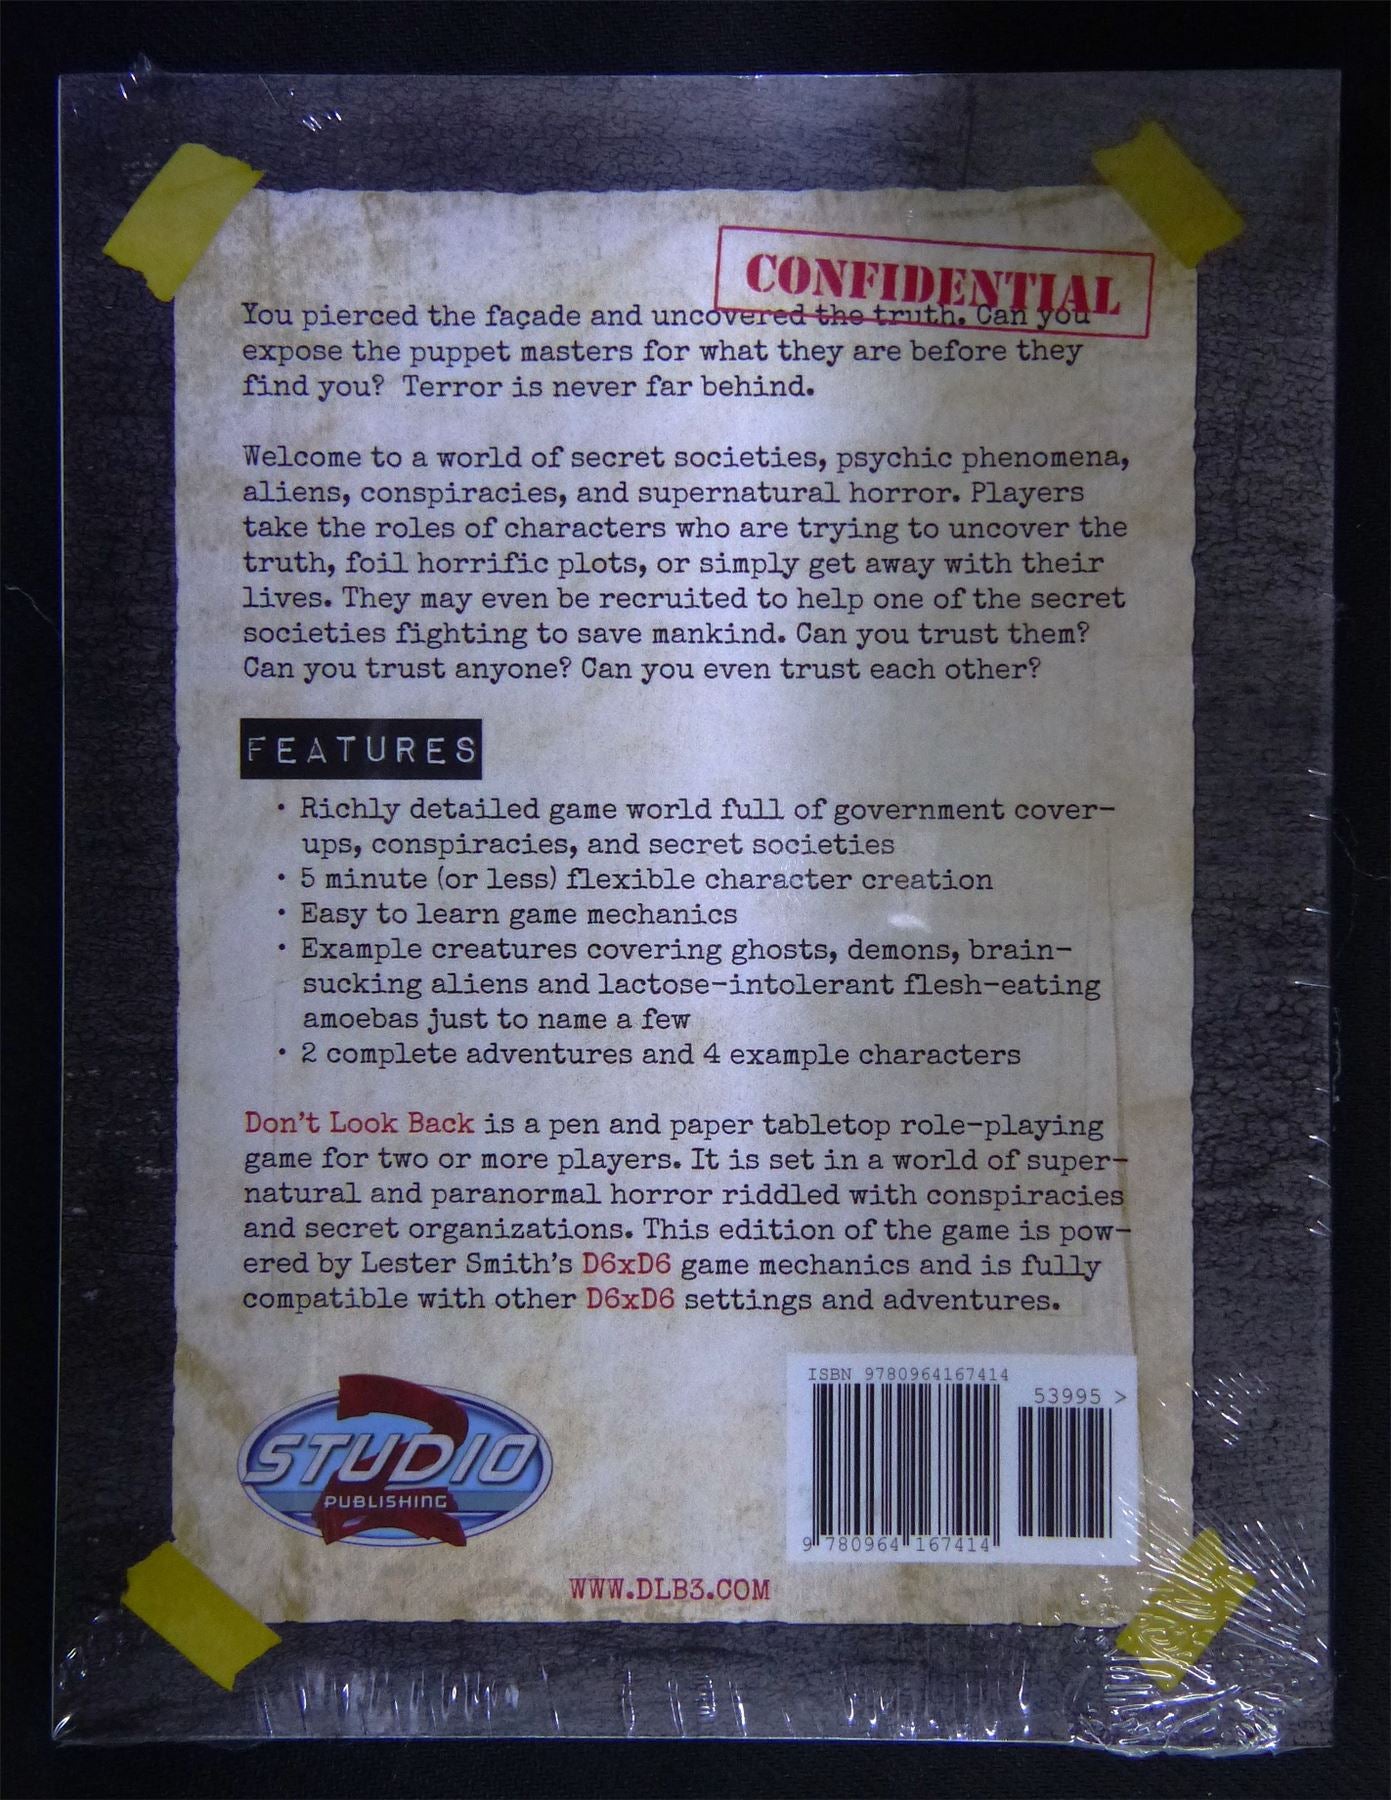 CONFIDENTIAL
You pierced the façade and uncovered the truth. Can you
expose the puppet masters for what they are before they
find you?  Terror is never far behind.
Welcome to a world of secret societies, psychic phenomena,
aliens, conspiracies, and supernatural horror. Players
take the roles of characters who are trying to uncover the
truth, foil horrific plots, or simply get away with their
lives. They may even be recruited to help one of the secret
societies fighting to save mankind. Can you trust them?
Can you trust anyone? Can you even trust each other?
FEATURES
• Richly detailed game world full of government cover-
ups, conspiracies, and secret societies
• 5 minute (or less) flexible character creation
• Easy to learn game mechanics
• Example creatures covering ghosts, demons, brain-
sucking aliens and lactose-intolerant flesh-eating
amoebas just to name a few
• 2 complete adventures and 4 example characters
Don't Look Back is a pen and paper tabletop role-playing
game for two or more players. It is set in a world of super-
natural and paranormal horror riddled with conspiracies
and secret organizations. This edition of the game is pow-
ered by Lester Smith's D6xD6 game mechanics and is fully
compatible with other D6xD6 settings and adventures.
STUDIO 2
PUBLISHING
ISBN 9780964167414
53995 >
9 780964 167414
WWW.DLB3.COM